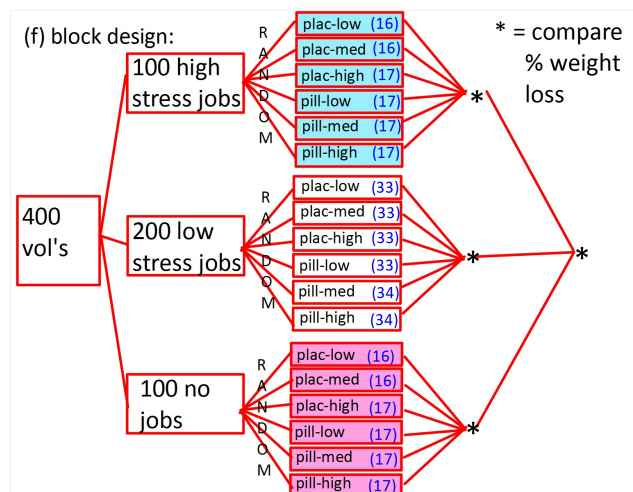 (f) block design:
* = compare
% weight
loss
400
vol's
100 high
stress jobs
RANDOM
plac-low (16)
plac-med (16)
plac-high (17)
pill-low (17)
pill-med (17)
pill-high (17)
*
200 low
stress jobs
RANDOM
plac-low (33)
plac-med (33)
plac-high (33)
pill-low (33)
pill-med (34)
pill-high (34)
*
*
100 no
jobs
RANDOM
plac-low (16)
plac-med (16)
plac-high (17)
pill-low (17)
pill-med (17)
pill-high (17)
*